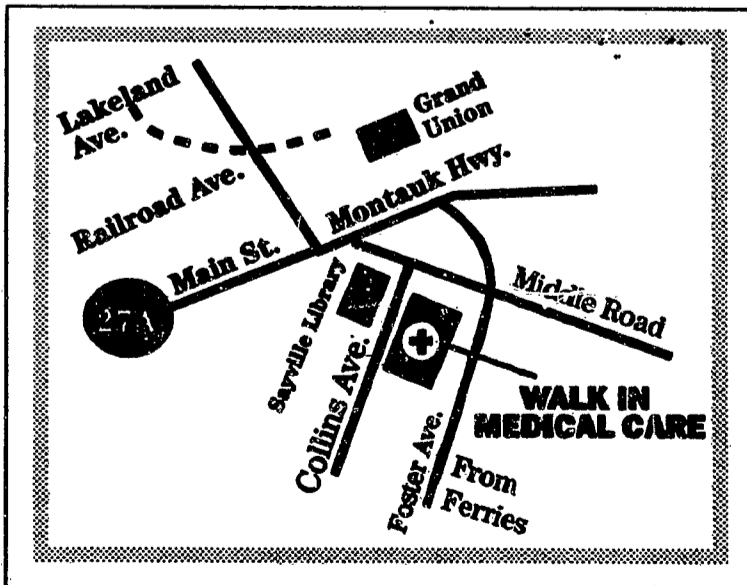 Lakeland
Ave.
Grand
Union
Railroad Ave.
Montauk Hwy.
Main St.
27A
Sayville Library
Middle Road
Collins Ave.
WALK IN
MEDICAL CARE
Foster Ave.
From
Ferries